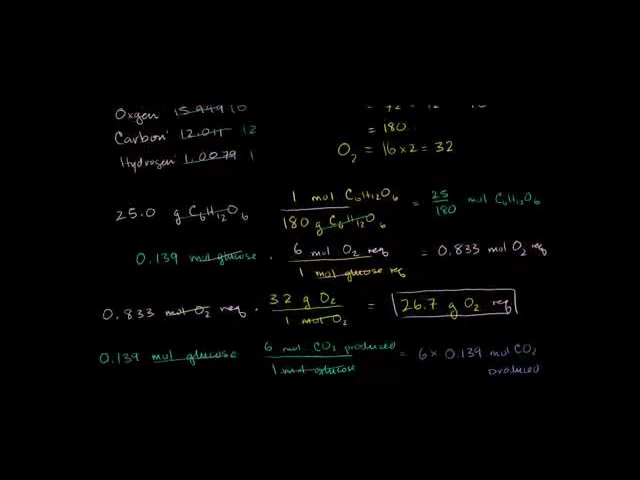 Oxgen 15.999 16
= 180
Carbon 12.011 12
O2 = 16 x 2 = 32
Hydrogen 1.0079 1
25.0 g C6H12O6 1 mol C6H12O6 / 180 g C6H12O6 = 25/180 mol C6H12O6
0.139 mol glucose · 6 mol O2 req / 1 mol glucose req = 0.833 mol O2 req
0.833 mol O2 req · 32 g O2 / 1 mol O2 = 26.7 g O2 req
0.139 mol glucose 6 mol CO2 produced / 1 mol glucose = 6 x 0.139 mol CO2 produced